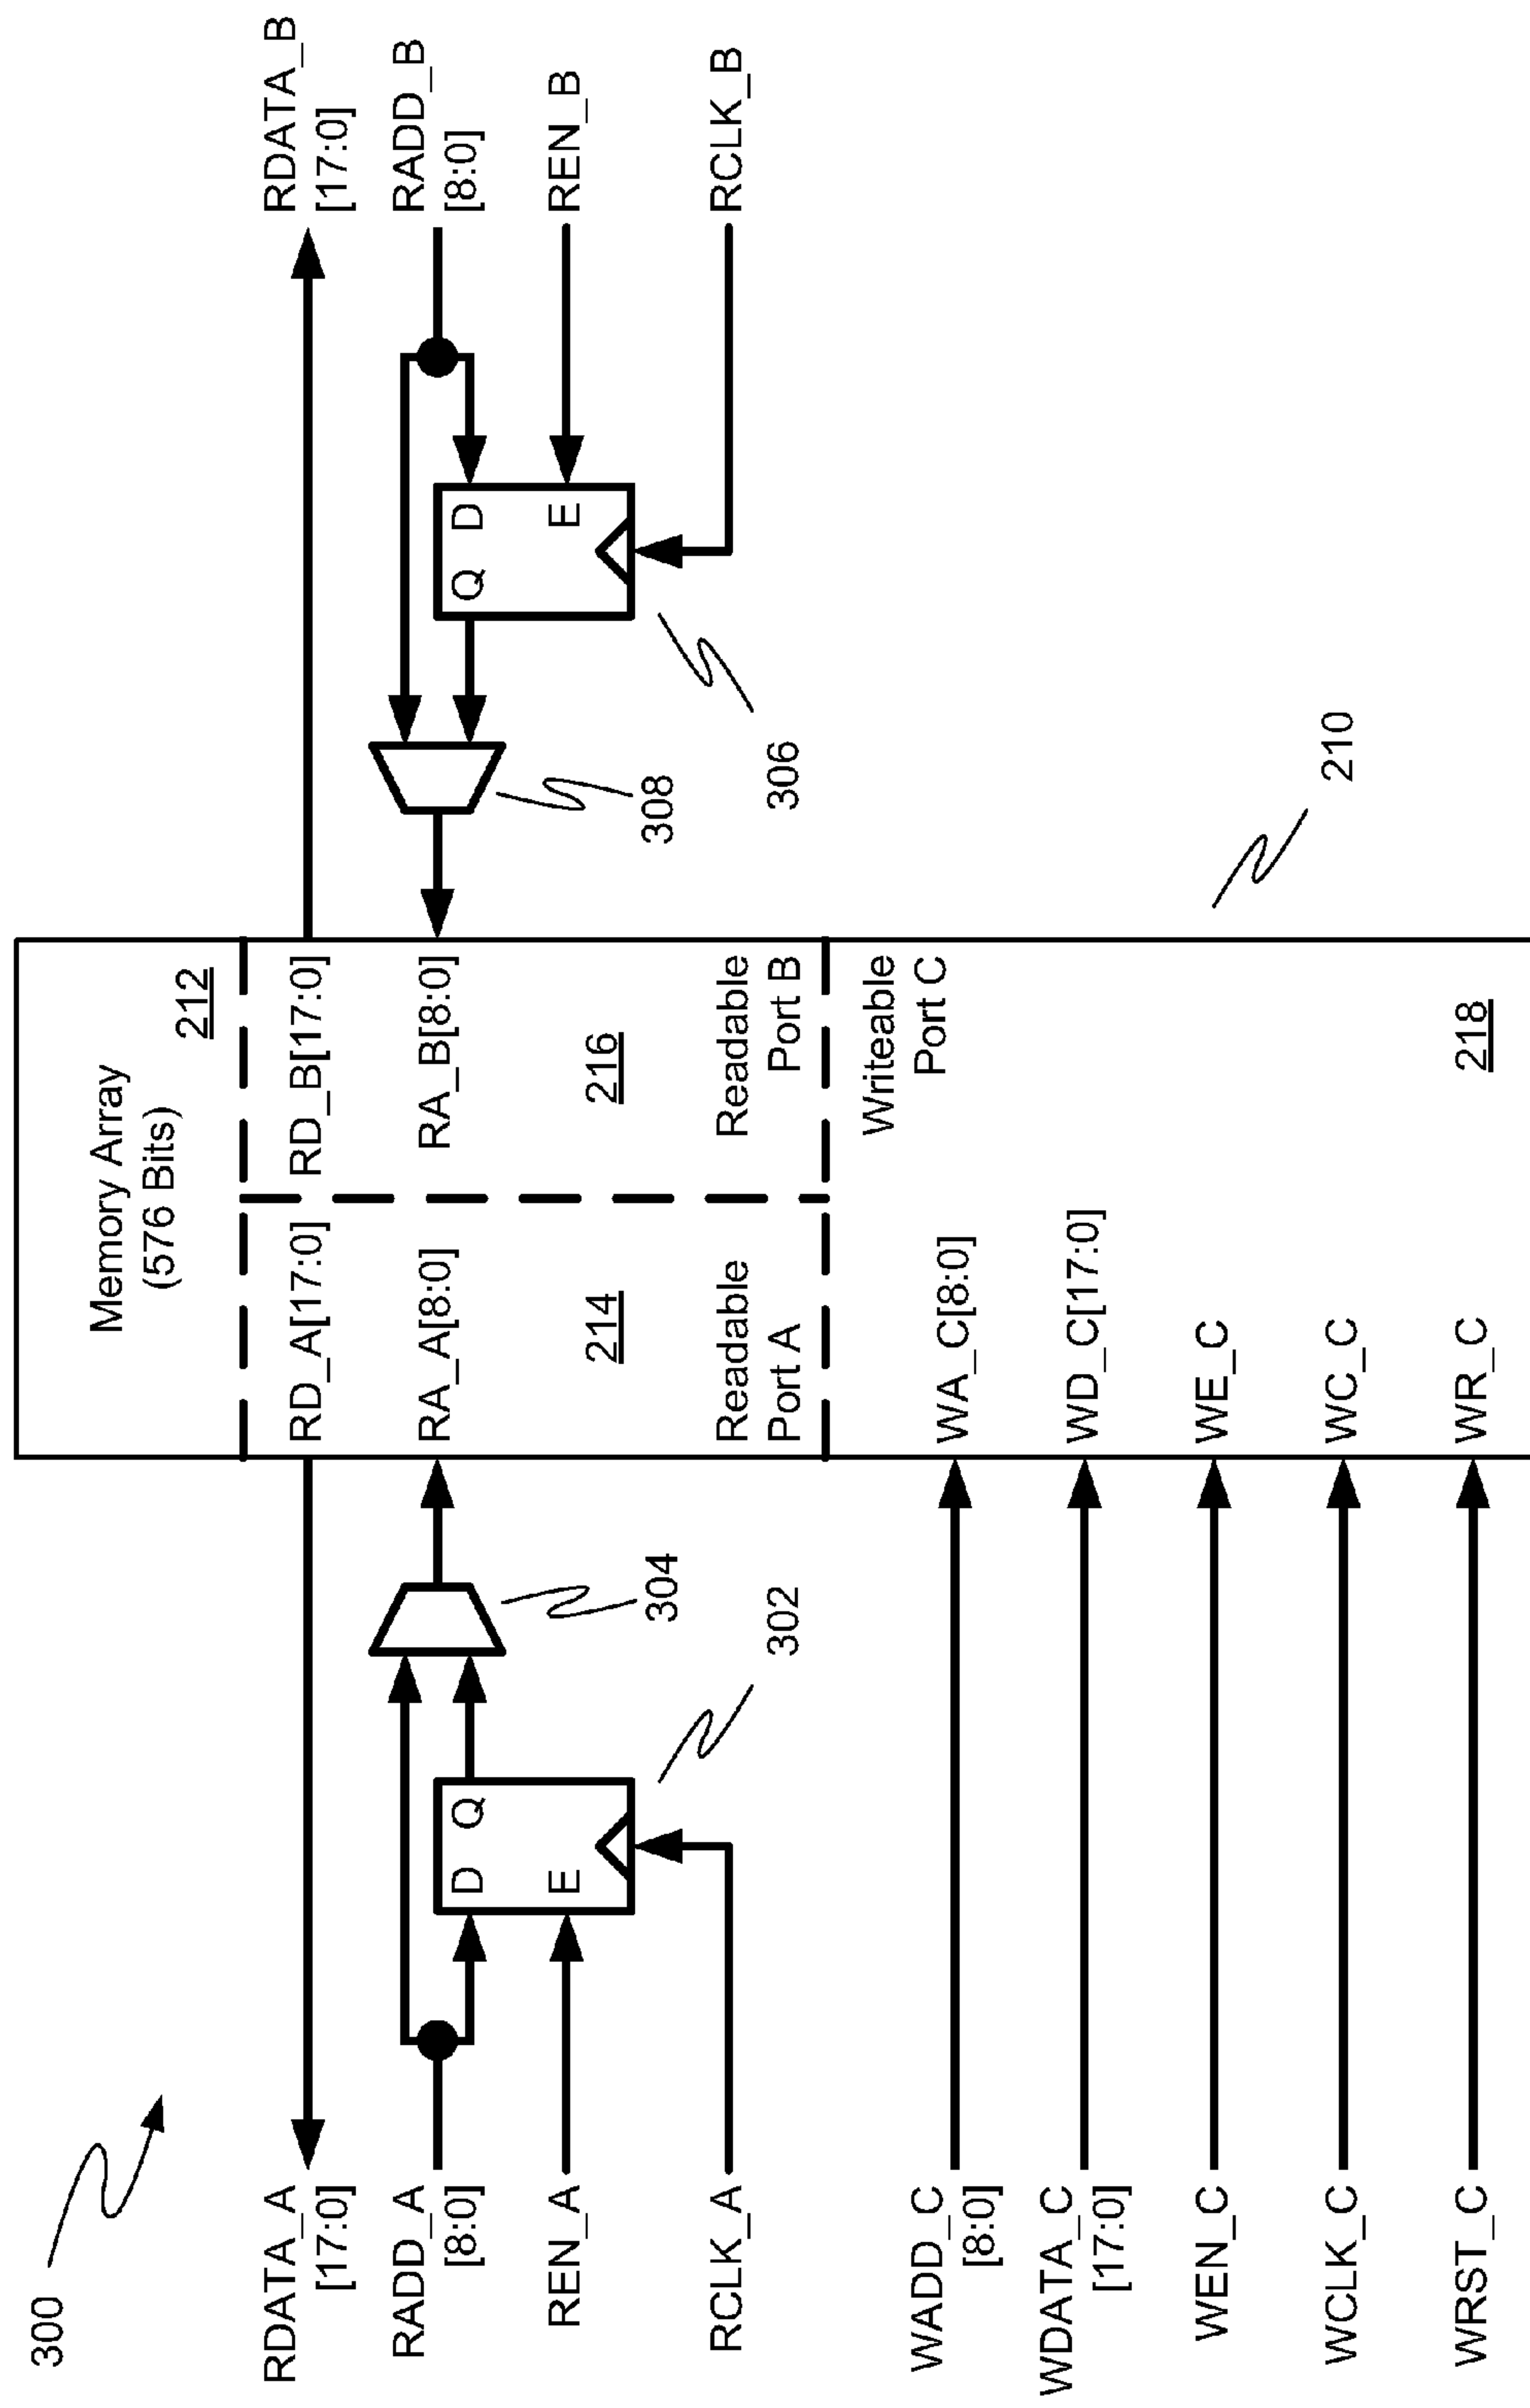 300
Memory Array
(576 Bits)
212
RDATA_A
[17:0]
RD_A[17:0]
RD_B[17:0]
RDATA_B
[17:0]
RADD_A
[8:0]
D
Q
E
REN_A
RCLK_A
302
304
RA_A[8:0]
214
Readable
Port A
RA_B[8:0]
216
Readable
Port B
308
306
Q
D
E
RADD_B
[8:0]
REN_B
RCLK_B
WADD_C
[8:0]
WA_C[8:0]
Writeable
Port C
WDATA_C
[17:0]
WD_C[17:0]
WEN_C
WE_C
210
WCLK_C
WC_C
WRST_C
WR_C
218